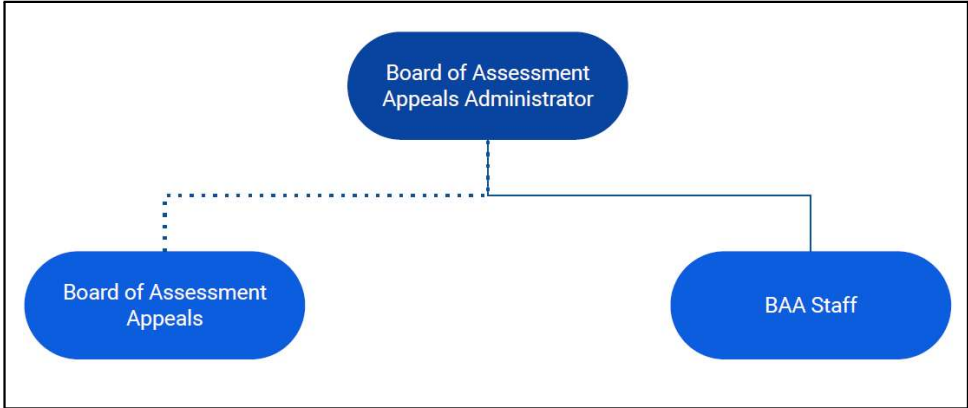 Board of Assessment
Appeals Administrator
Board of Assessment
Appeals
BAA Staff